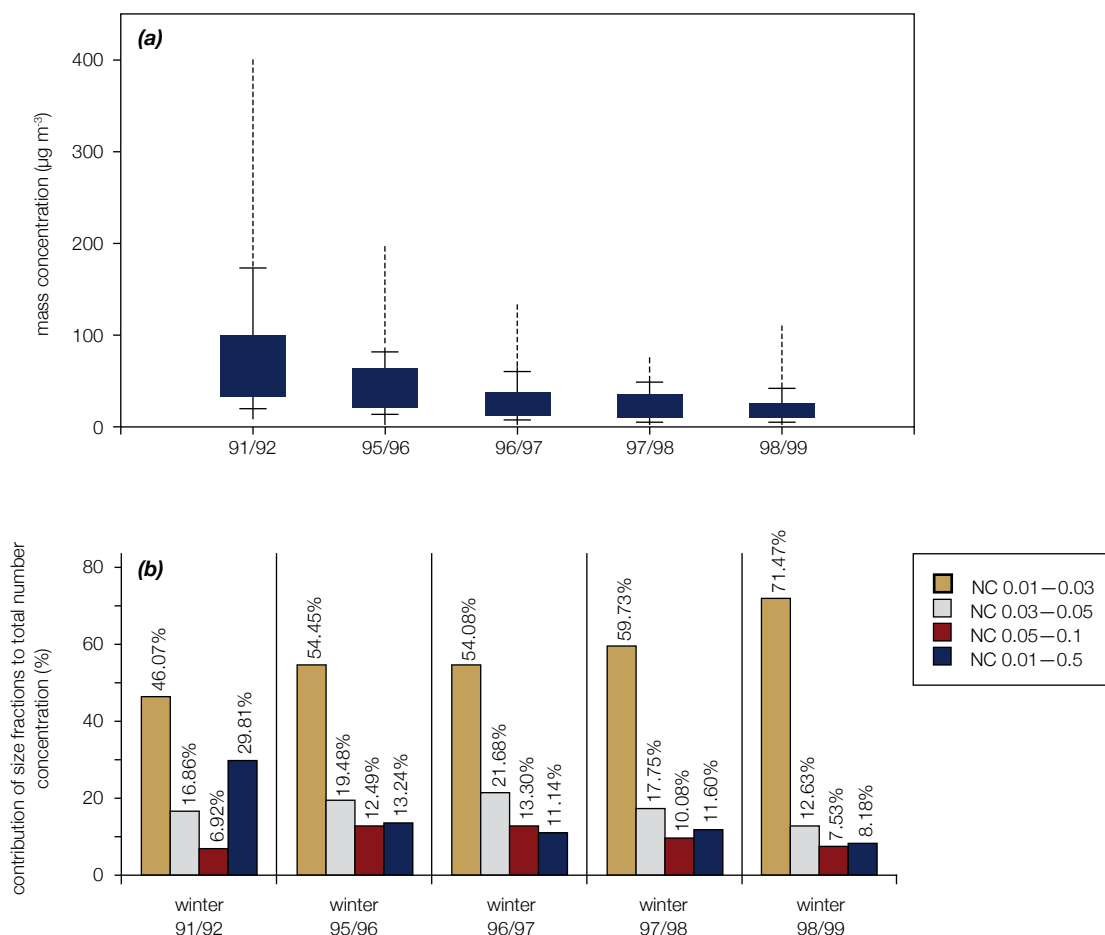 (a)
mass concentration (µg m-3)
400
300
200
100
0
91/92
95/96
96/97
97/98
98/99
(b)
contribution of size fractions to total number
concentration (%)
80
60
40
20
0
46.07%
16.86%
6.92%
29.81%
54.45%
19.48%
12.49%
13.24%
54.08%
21.68%
13.30%
11.14%
59.73%
17.75%
10.08%
11.60%
71.47%
12.63%
7.53%
8.18%
winter
91/92
winter
95/96
winter
96/97
winter
97/98
winter
98/99
NC 0.01—0.03
NC 0.03—0.05
NC 0.05—0.1
NC 0.01—0.5